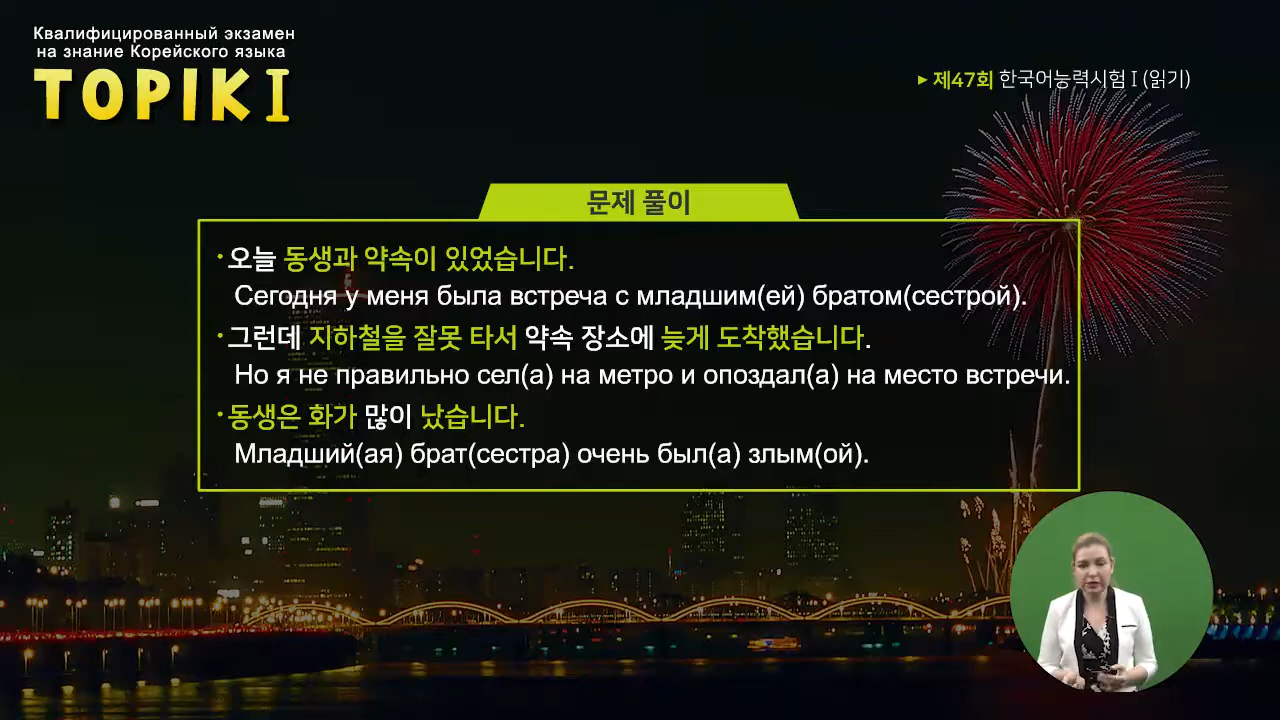 Квалифицированный экзамен
на знание Корейского языка
TOPIK I
▸ 제47회 한국어능력시험 I (읽기)
문제 풀이
· 오늘 동생과 약속이 있었습니다.
Сегодня у меня была встреча с младшим(ей) братом(сестрой).
· 그런데 지하철을 잘못 타서 약속 장소에 늦게 도착했습니다.
Но я не правильно сел(а) на метро и опоздал(а) на место встречи.
· 동생은 화가 많이 났습니다.
Младший(ая) брат(сестра) очень был(а) злым(ой).